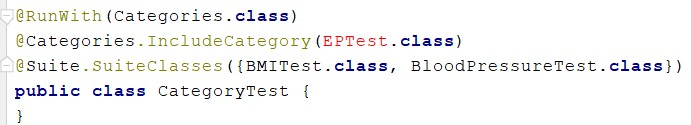 @RunWith(Categories.class)
@Categories.IncludeCategory(EPTest.class)
@Suite.SuiteClasses({BMITest.class, BloodPressureTest.class})
public class CategoryTest {
}